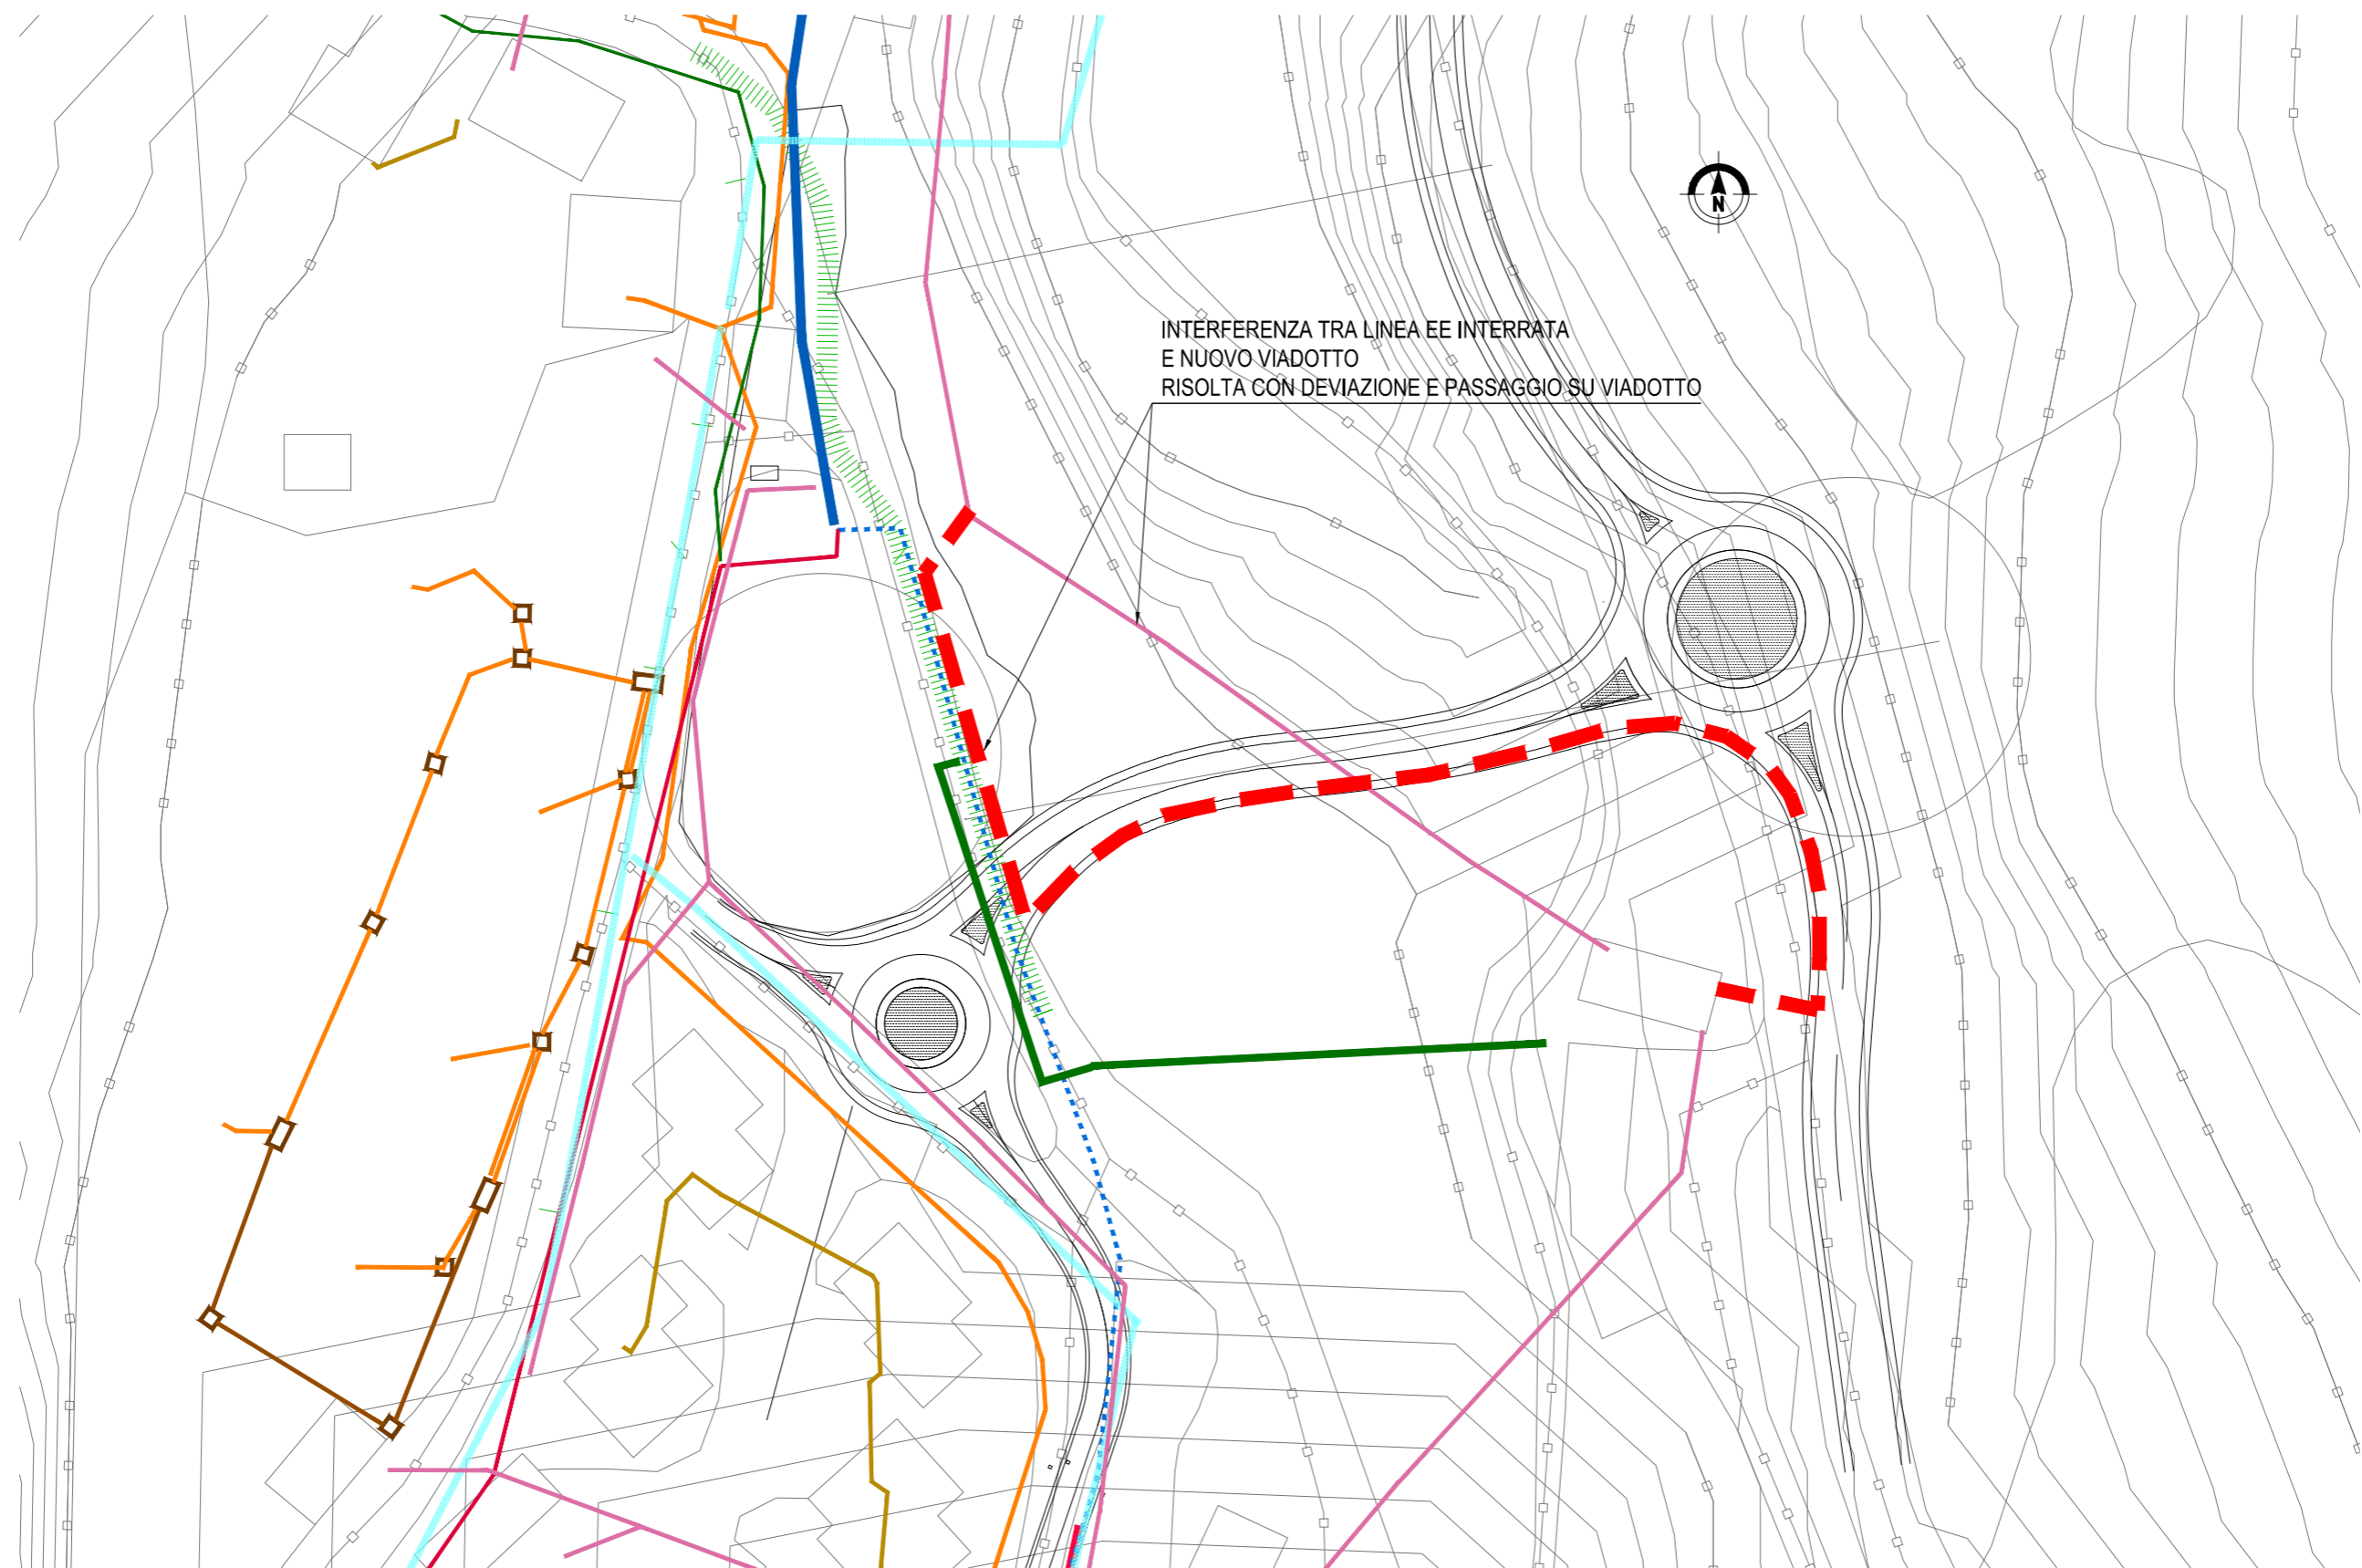 N
INTERFERENZA TRA LINEA EE INTERRATA
E NUOVO VIADOTTO
RISOLTA CON DEVIAZIONE E PASSAGGIO SU VIADOTTO